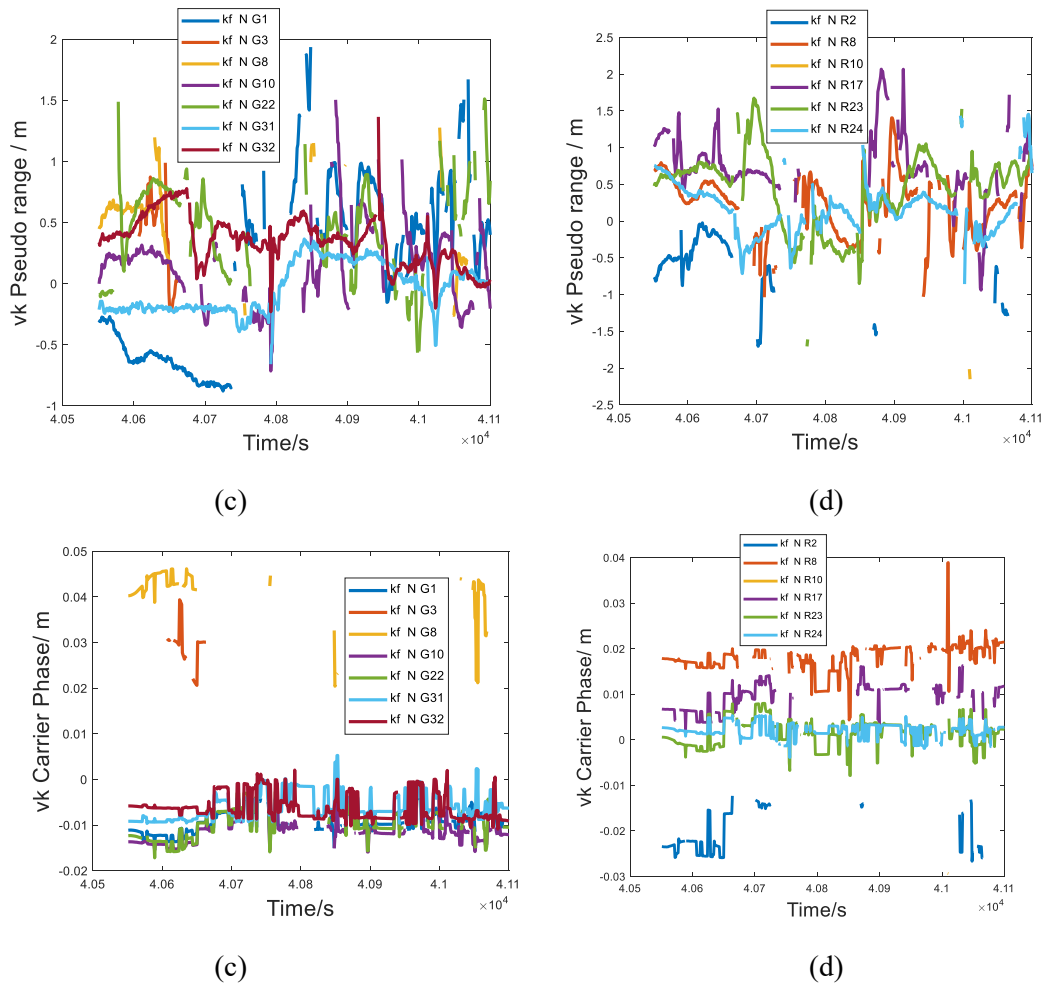 kf N G1
kf N G3
kf N G8
kf N G10
kf N G22
kf N G31
kf N G32
2
1.5
1
0.5
0
-0.5
-1
vk Pseudo range / m
4.05
4.06
4.07
4.08
4.09
4.1
4.11
×10⁴
Time/s
(c)
kf N R2
kf N R8
kf N R10
kf N R17
kf N R23
kf N R24
2.5
2
1.5
1
0.5
0
-0.5
-1
-1.5
-2
-2.5
vk Pseudo range / m
4.05
4.06
4.07
4.08
4.09
4.1
4.11
×10⁴
Time/s
(d)
0.05
0.04
0.03
0.02
0.01
0
-0.01
-0.02
vk Carrier Phase/ m
kf N G1
kf N G3
kf N G8
kf N G10
kf N G22
kf N G31
kf N G32
4.05
4.06
4.07
4.08
4.09
4.1
4.11
×10⁴
Time/s
(c)
kf N R2
kf N R8
kf N R10
kf N R17
kf N R23
kf N R24
0.04
0.03
0.02
0.01
0
-0.01
-0.02
-0.03
vk Carrier Phase/ m
4.05
4.06
4.07
4.08
4.09
4.1
4.11
×10⁴
Time/s
(d)